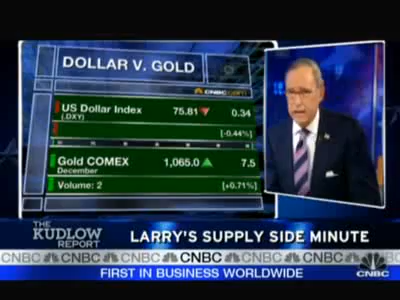 DOLLAR V. GOLD
CNBC.com
US Dollar Index 75.81 0.34
(.DXY)
[-0.44%]
Gold COMEX 1,065.0 7.5
December
Volume: 2 [+0.71%]
THE
KUDLOW
REPORT
LARRY'S SUPPLY SIDE MINUTE
CNBC CNBC CNBC CNBC CNBC CNBC CNBC
FIRST IN BUSINESS WORLDWIDE
CNBC